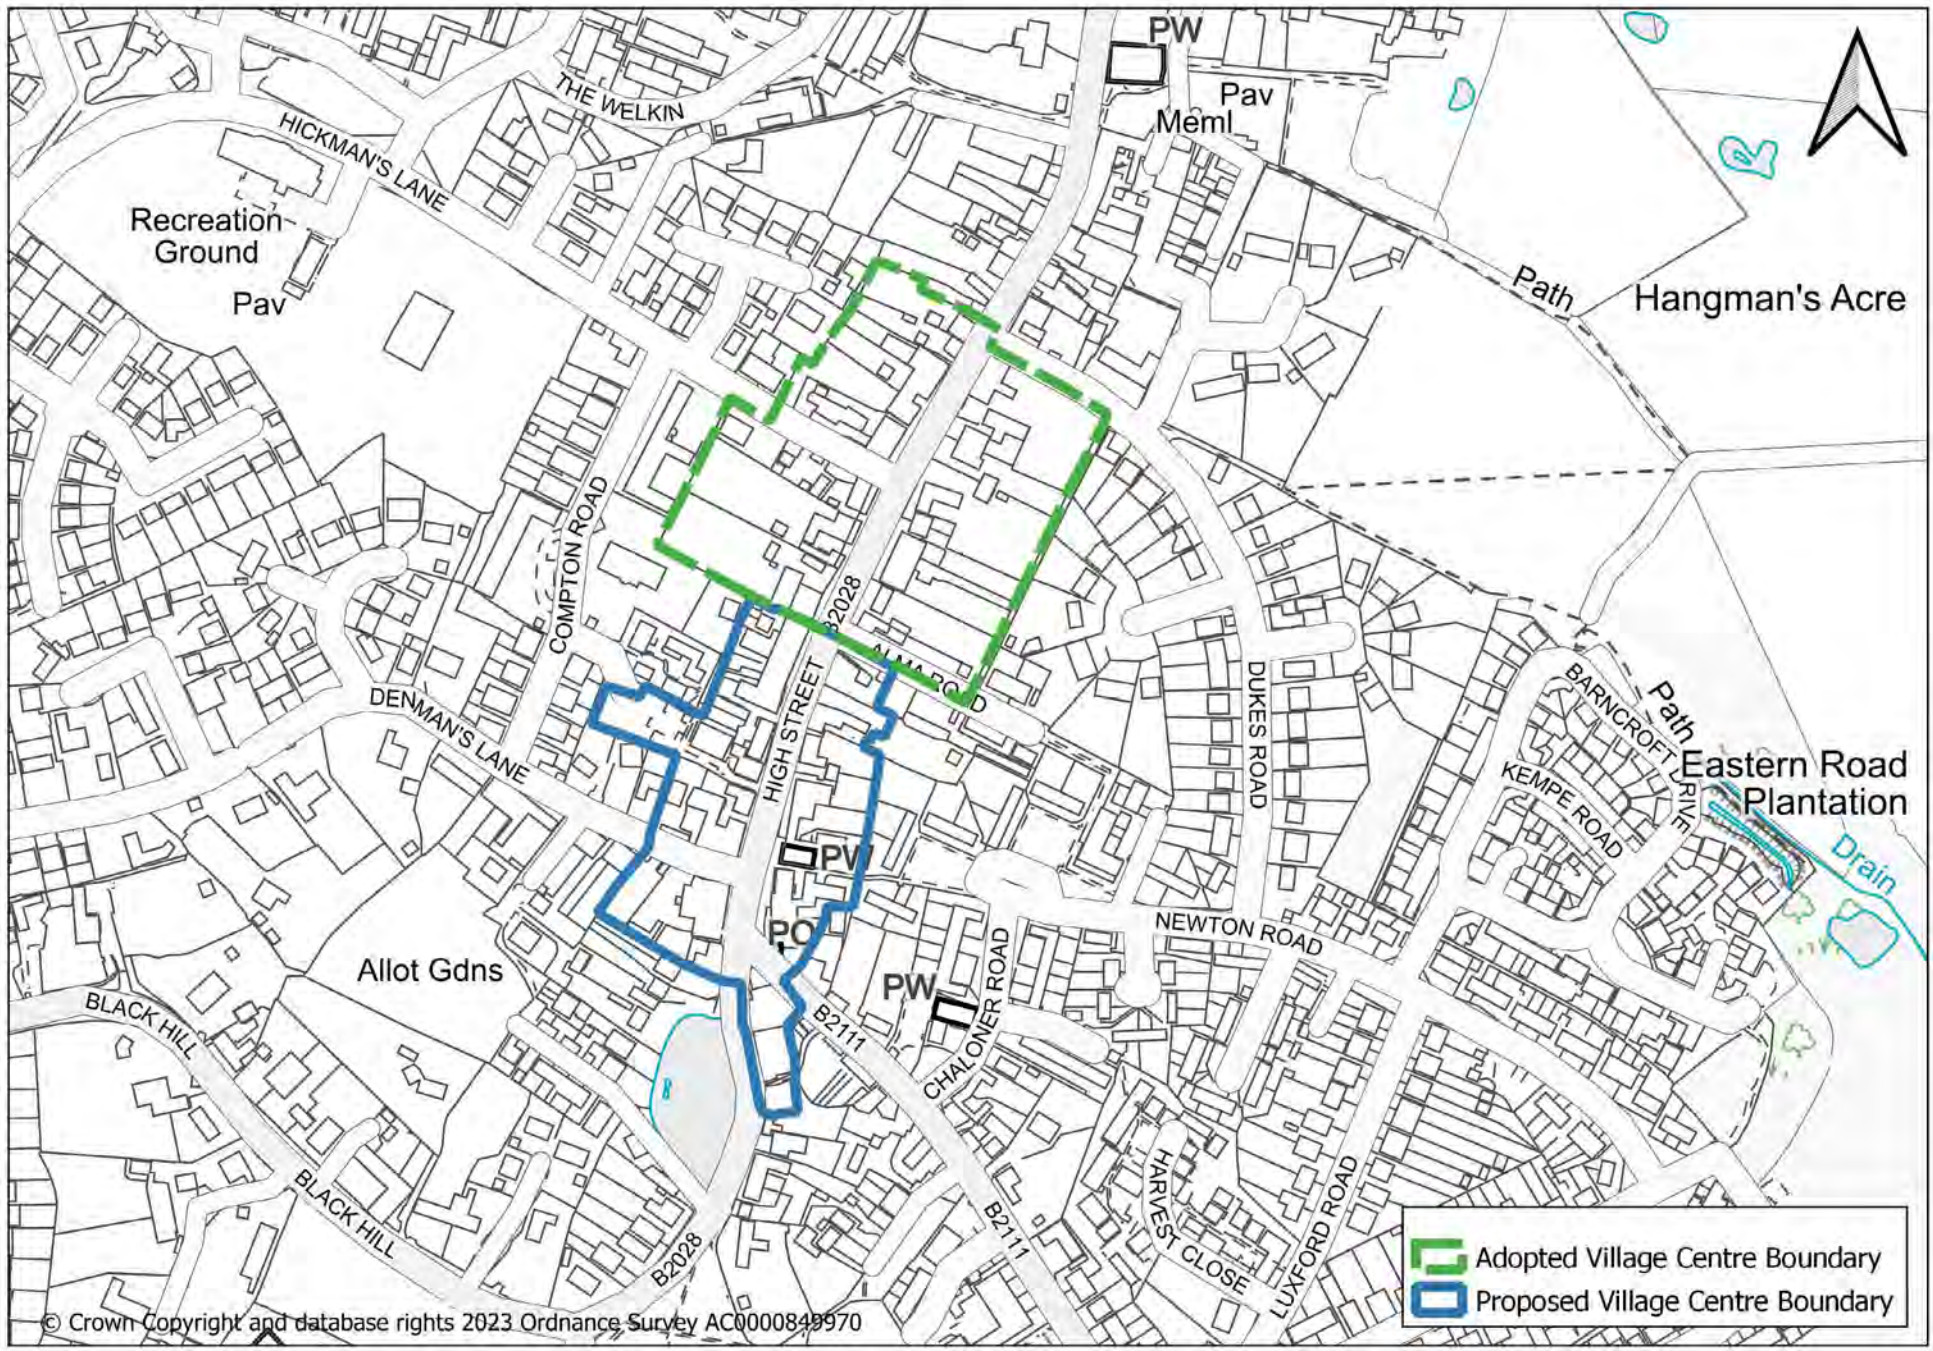 PW
THE WELKIN
Pav
Meml
HICKMAN'S LANE
Recreation
Ground
Pav
Path
Hangman's Acre
COMPTON ROAD
B2028
ALMA ROAD
HIGH STREET
DUKES ROAD
DENMAN'S LANE
BARNCROFT DRIVE
Path
KEMPE ROAD
Eastern Road
Plantation
Drain
PW
PO
NEWTON ROAD
Allot Gdns
PW
CHALONER ROAD
BLACK HILL
B2111
BLACK HILL
B2028
B2111
HARVEST CLOSE
LUXFORD ROAD
Adopted Village Centre Boundary
Proposed Village Centre Boundary
© Crown Copyright and database rights 2023 Ordnance Survey AC0000849970